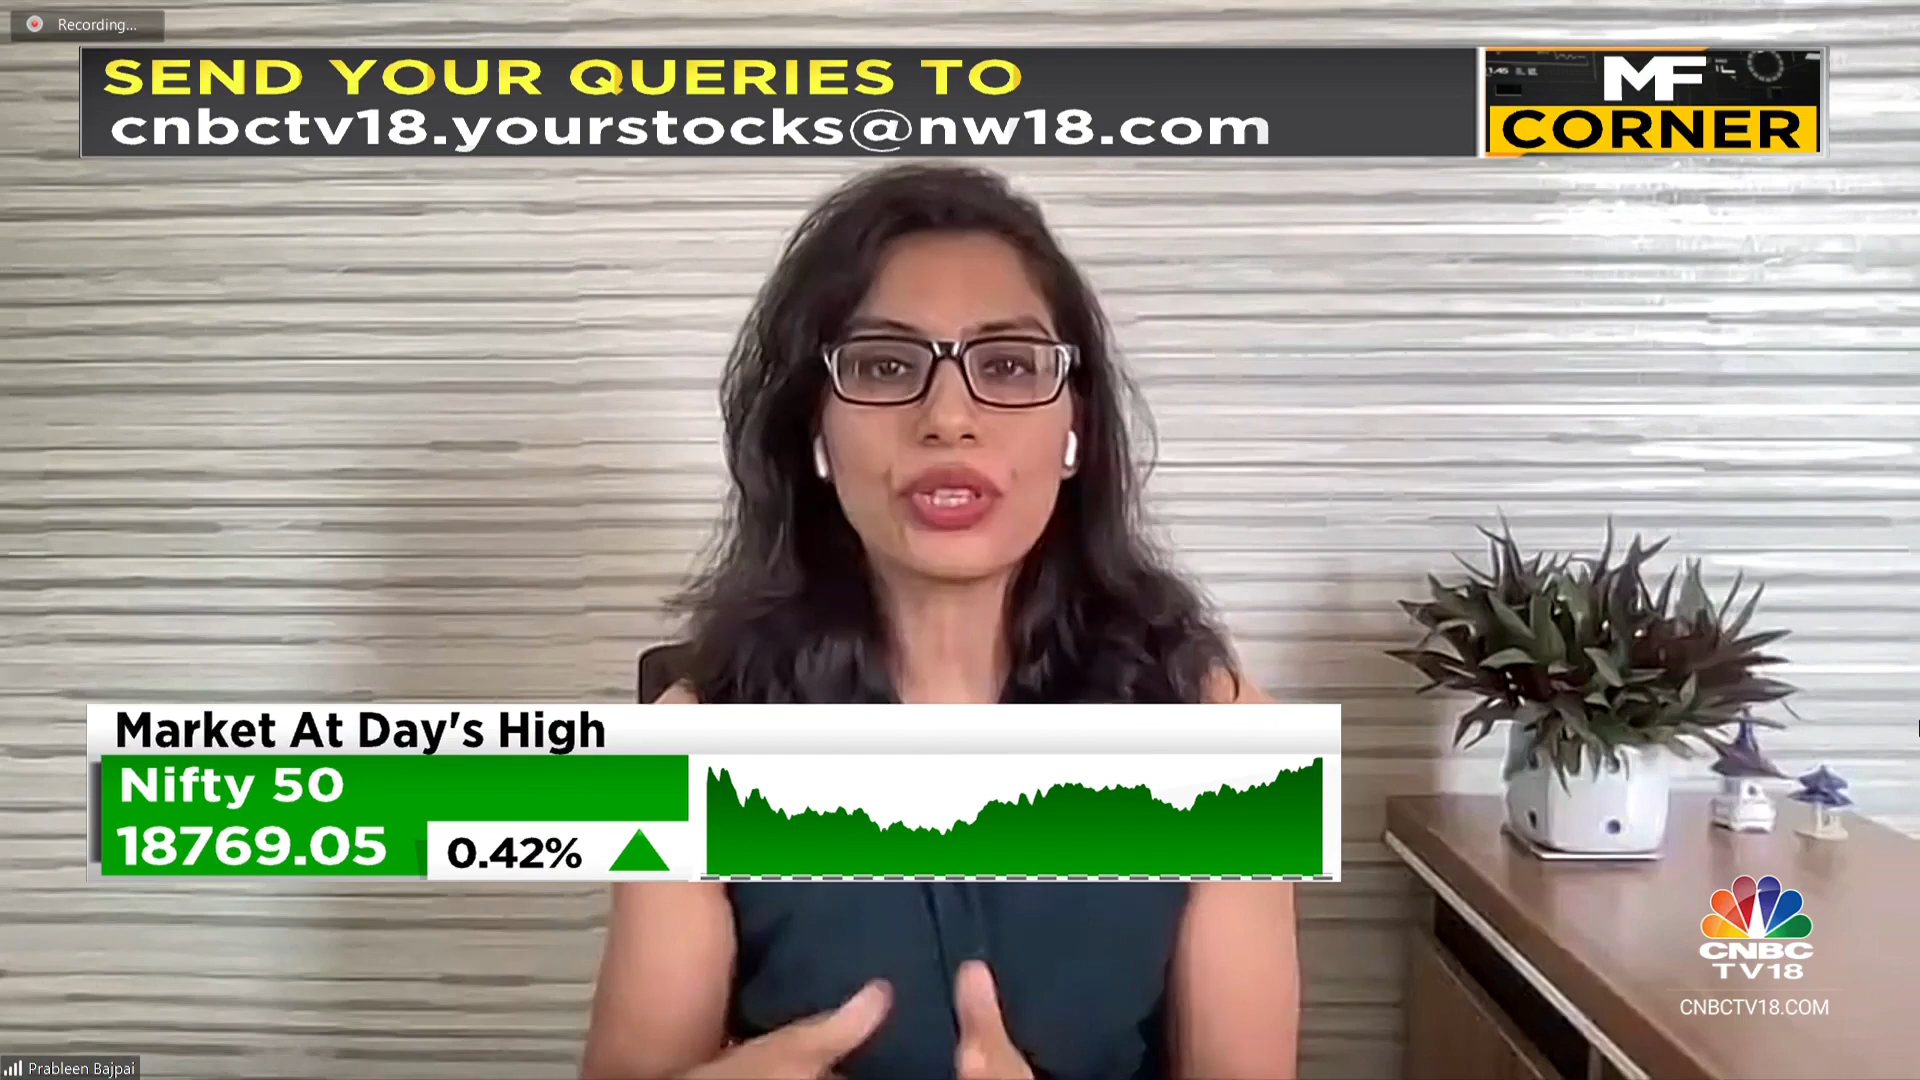 Recording...
SEND YOUR QUERIES TO
cnbctv18.yourstocks@nw18.com
MF
CORNER
Market At Day's High
Nifty 50
18769.05
0.42%
CNBC
TV18
CNBCTV18.COM
Prableen Bajpai